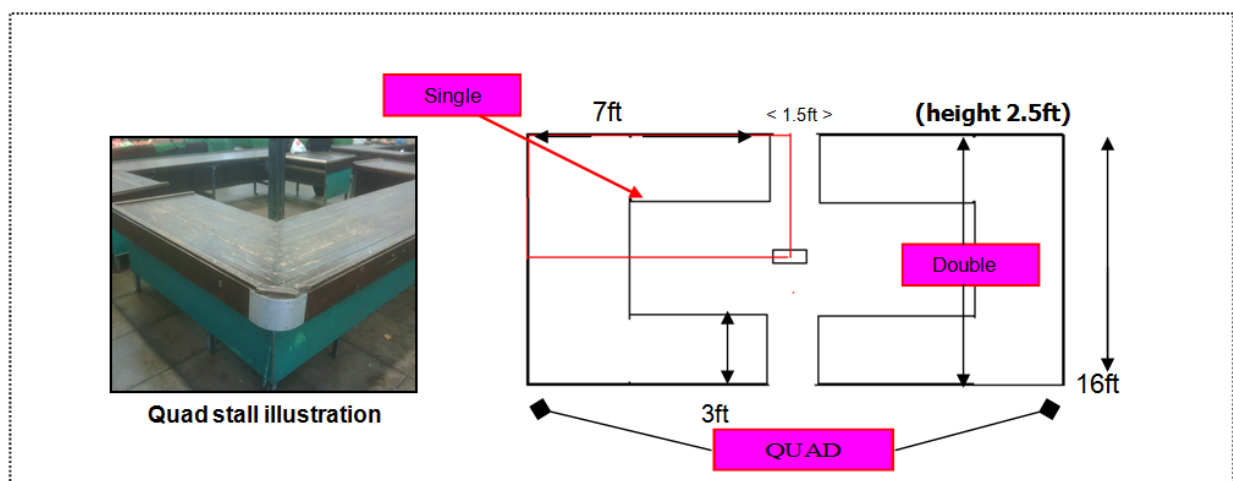 Single
7ft
< 1.5ft >
(height 2.5ft)
Double
16ft
Quad stall illustration
3ft
QUAD